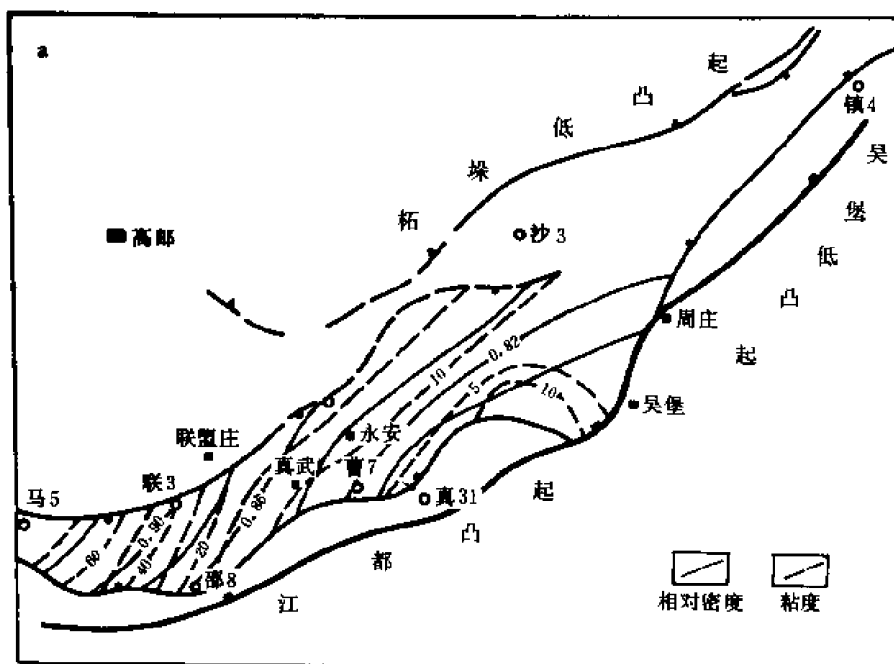 a
柘垛低凸起
镇4
吴堡低凸起
高邮
沙3
周庄
10
0.82
5
10
吴堡
联盟庄
永安
真武
曹7
真31
马5
联3
0.86
0.90
20
60
40
邵8
江都凸起
相对密度
粘度